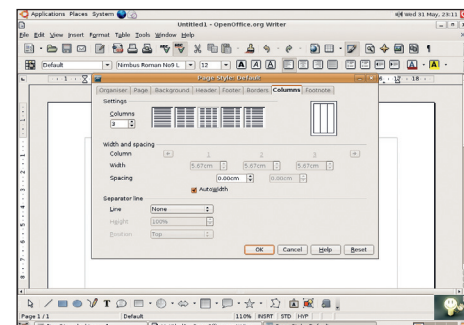 Applications Places System Wed 31 May, 23:11
Untitled1 - OpenOffice.org Writer
File Edit View Insert Format Table Tools Window Help
Default Nimbus Roman No9 L 12
Page Style: Default
Organiser Page Background Header Footer Borders Columns Footnote
Settings
Columns
3
Width and spacing
Column 1 2 3
Width 5.67cm 5.67cm 5.67cm
Spacing 0.00cm 0.00cm
AutoWidth
Separator line
Line None
Height 100%
Position Top
OK Cancel Help Reset
Page 1 / 1 Default 110% INSRT STD HYP